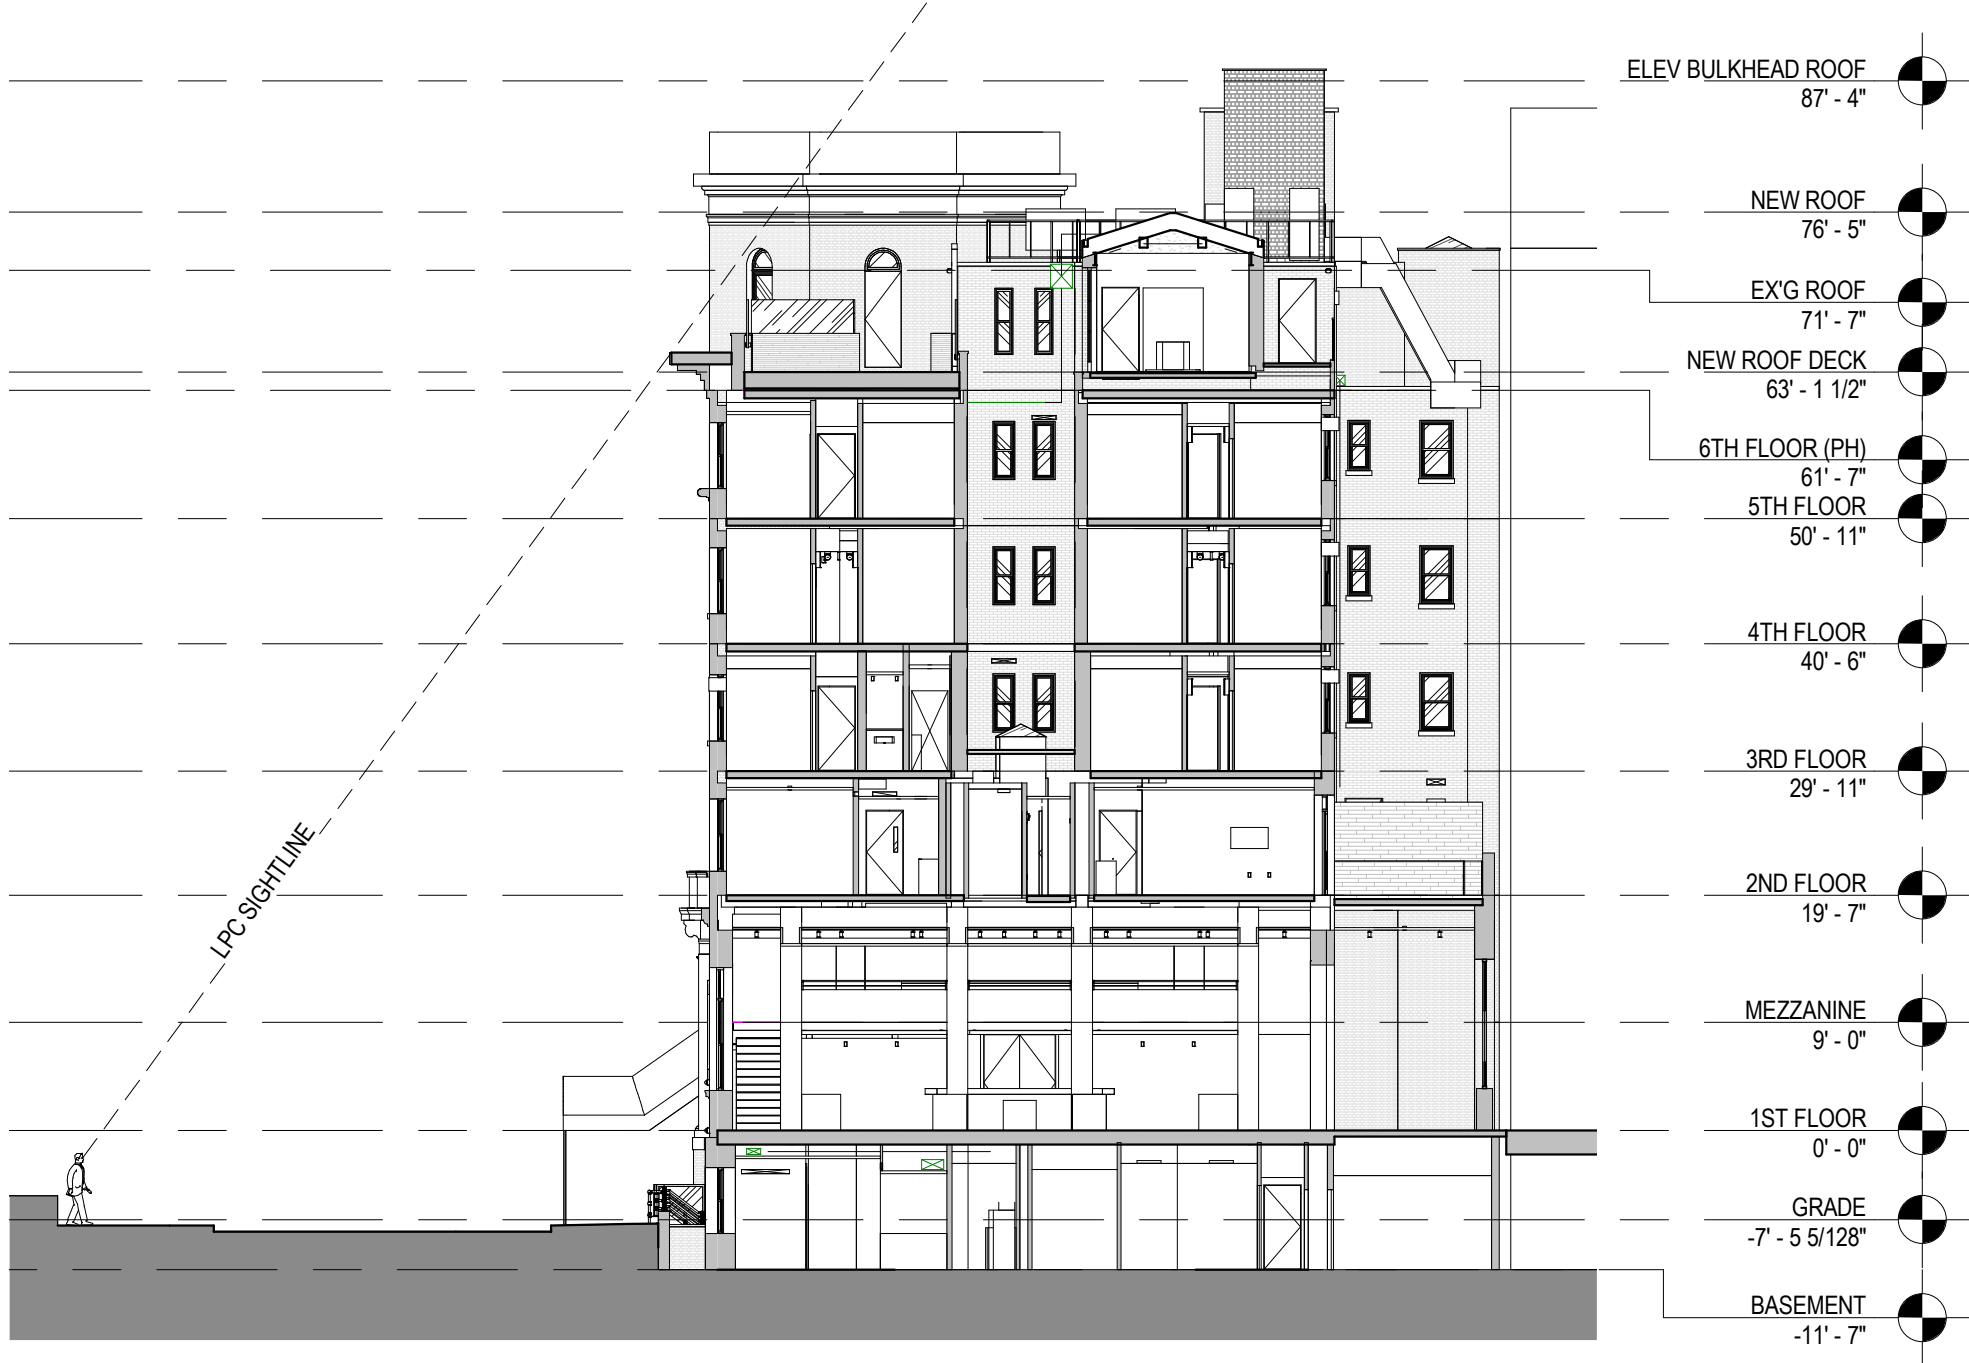 ELEV BULKHEAD ROOF
87' - 4"
NEW ROOF
76' - 5"
EX'G ROOF
71' - 7"
NEW ROOF DECK
63' - 1 1/2"
6TH FLOOR (PH)
61' - 7"
5TH FLOOR
50' - 11"
4TH FLOOR
40' - 6"
3RD FLOOR
29' - 11"
LPC SIGHTLINE
2ND FLOOR
19' - 7"
MEZZANINE
9' - 0"
1ST FLOOR
0' - 0"
GRADE
-7' - 5 5/128"
BASEMENT
-11' - 7"